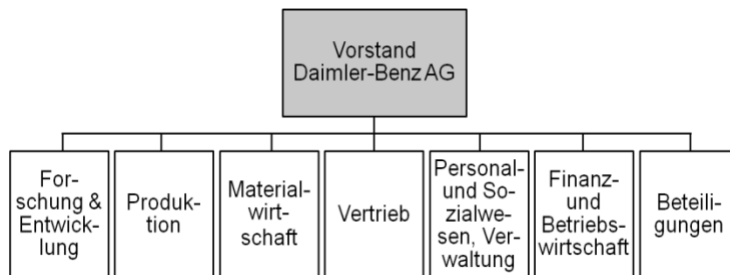 Vorstand
Daimler-Benz AG
For-
schung &
Entwick-
lung
Produk-
tion
Material-
wirt-
schaft
Vertrieb
Personal-
und So-
zialwe-
sen, Ver-
waltung
Finanz-
und
Betriebs-
wirtschaft
Beteili-
gungen